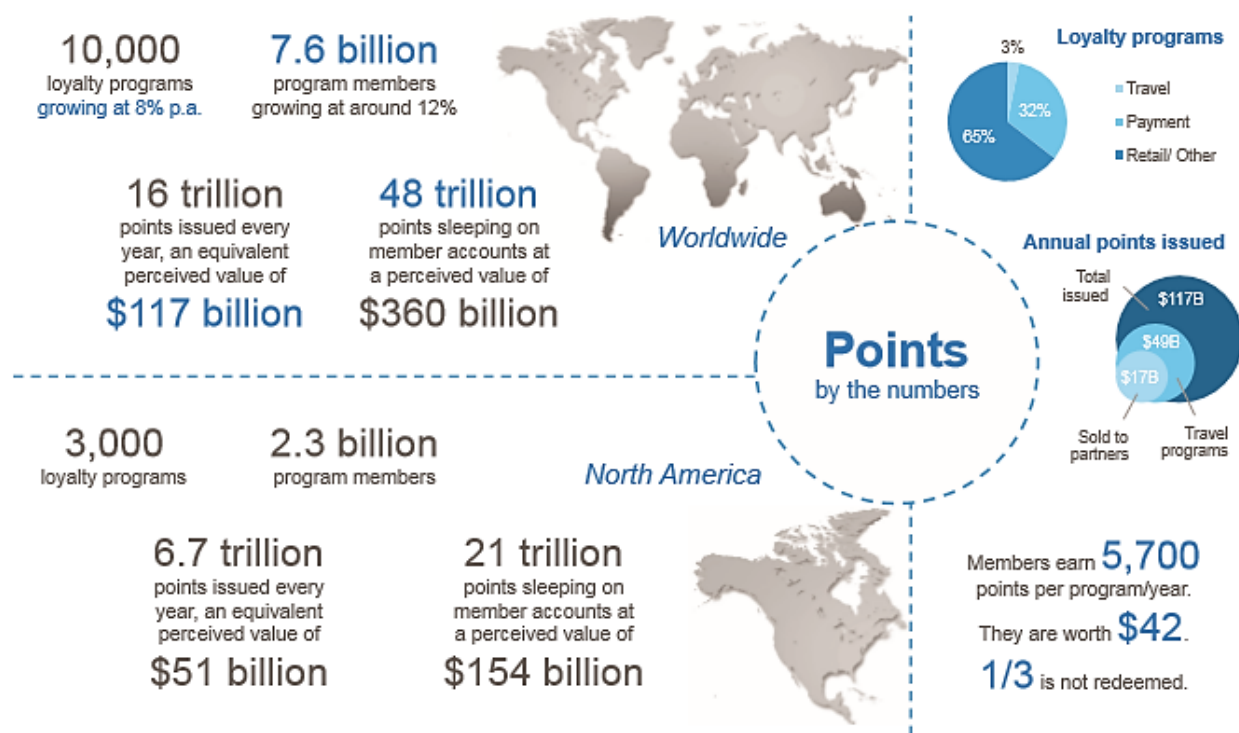 10,000
loyalty programs
growing at 8% p.a.
7.6 billion
program members
growing at around 12%
16 trillion
points issued every
year, an equivalent
perceived value of
$117 billion
48 trillion
points sleeping on
member accounts at
a perceived value of
$360 billion
Worldwide
Loyalty programs
3%
32%
65%
Travel
Payment
Retail/ Other
Annual points issued
Total
issued
$117B
$49B
$17B
Sold to
partners
Travel
programs
Points
by the numbers
3,000
loyalty programs
2.3 billion
program members
North America
6.7 trillion
points issued every
year, an equivalent
perceived value of
$51 billion
21 trillion
points sleeping on
member accounts at
a perceived value of
$154 billion
Members earn 5,700
points per program/year.
They are worth $42.
1/3 is not redeemed.